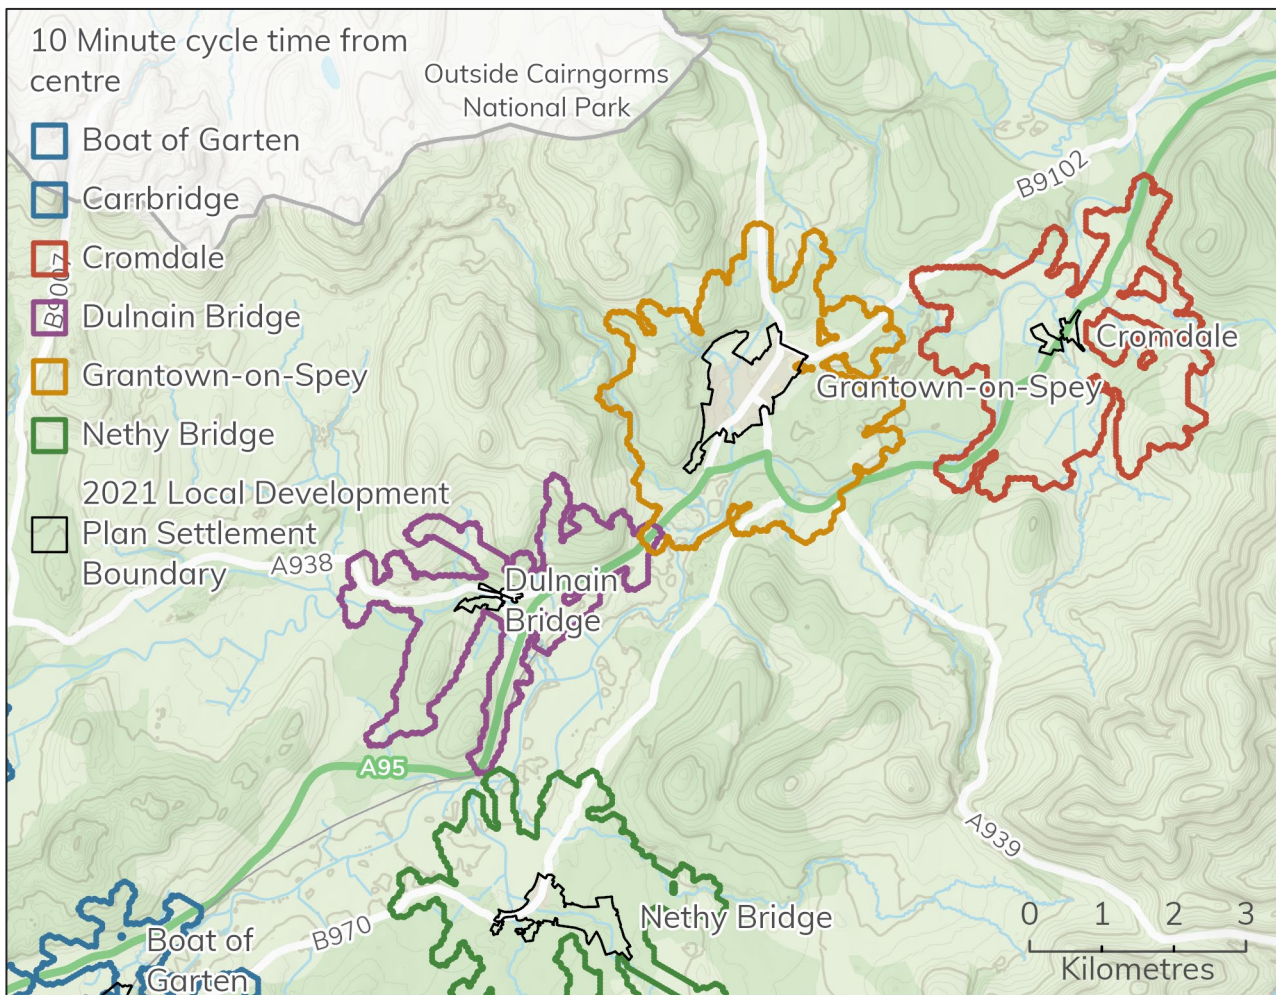 10 Minute cycle time from
centre
Boat of Garten
Carrbridge
Cromdale
Dulnain Bridge
Grantown-on-Spey
Nethy Bridge
2021 Local Development
Plan Settlement
Boundary
Outside Cairngorms
National Park
B9007
B9102
Cromdale
Grantown-on-Spey
A938
Dulnain
Bridge
A95
A939
B970
Nethy Bridge
Boat of
Garten
0 1 2 3
Kilometres